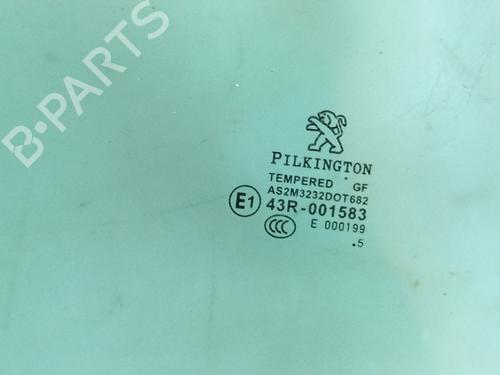 B-PARTS
PILKINGTON
TEMPERED GF
AS2M3232DOT682
E1 43R-001583
CCC E 000199
.5